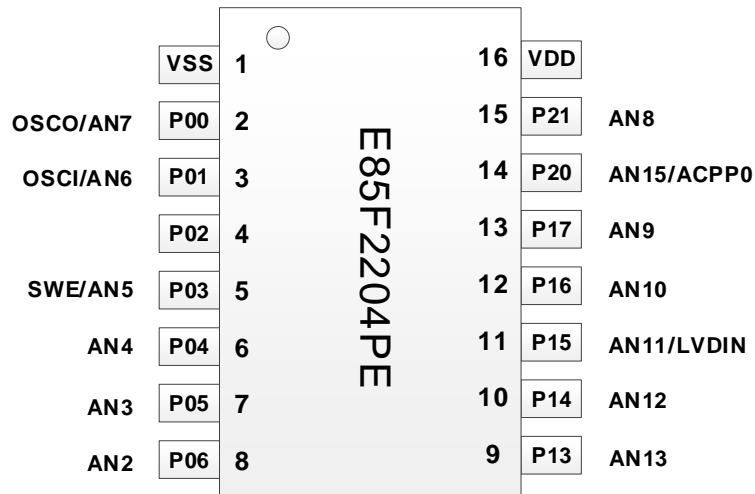 VSS 1 16 VDD
OSCO/AN7 P00 2 15 P21 AN8
OSCI/AN6 P01 3 14 P20 AN15/ACPP0
P02 4 13 P17 AN9
SWE/AN5 P03 5 12 P16 AN10
AN4 P04 6 11 P15 AN11/LVDIN
AN3 P05 7 10 P14 AN12
AN2 P06 8 9 P13 AN13
E85F2204PE